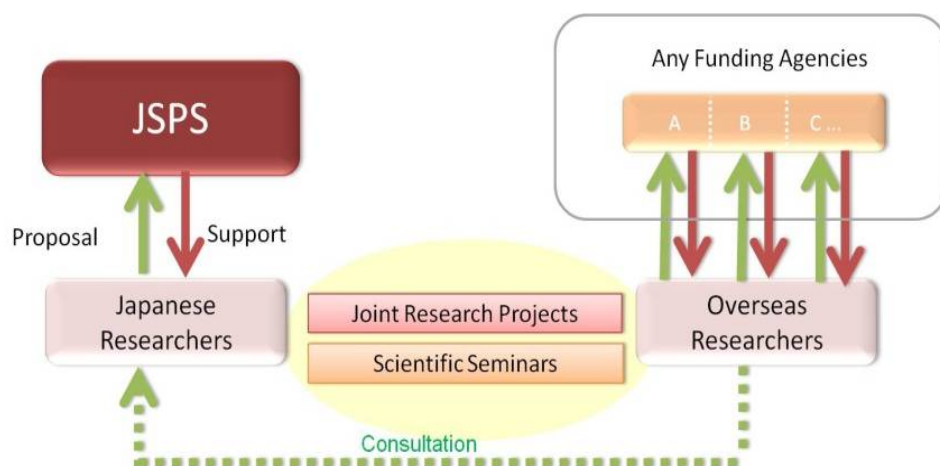 JSPS
Any Funding Agencies
A B C ...
Proposal
Support
Japanese
Researchers
Joint Research Projects
Scientific Seminars
Overseas
Researchers
Consultation